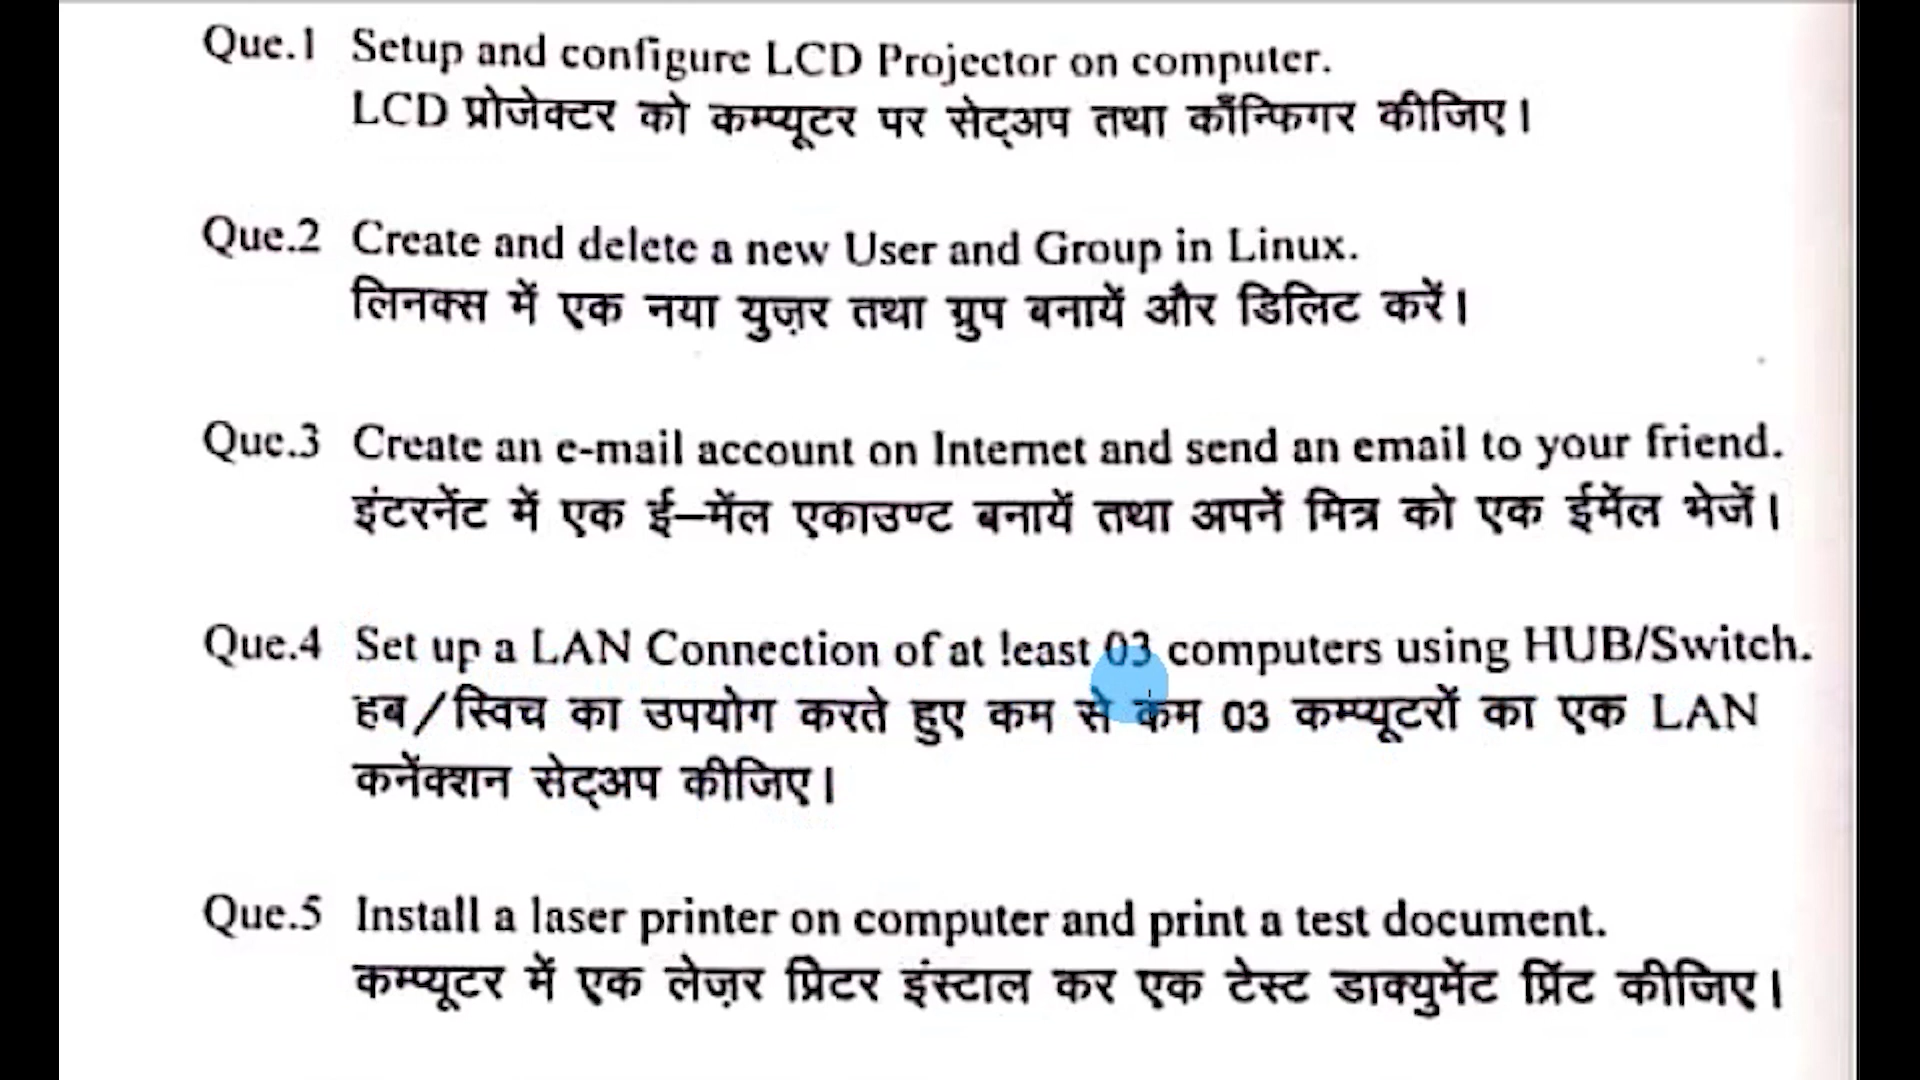 Que.1 Setup and configure LCD Projector on computer.
LCD प्रोजेक्टर को कम्प्यूटर पर सेट्अप तथा कॉन्फिगर कीजिए।
Que.2 Create and delete a new User and Group in Linux.
लिनक्स में एक नया युज़र तथा ग्रुप बनायें और डिलिट करें।
Que.3 Create an e-mail account on Internet and send an email to your friend.
इंटरनेंट में एक ई–मेंल एकाउण्ट बनायें तथा अपनें मित्र को एक ईमेंल भेजें।
Que.4 Set up a LAN Connection of at least 03 computers using HUB/Switch.
हब/स्विच का उपयोग करते हुए कम से कम 03 कम्प्यूटरों का एक LAN
कनेंक्शन सेट्अप कीजिए।
Que.5 Install a laser printer on computer and print a test document.
कम्प्यूटर में एक लेज़र प्रिंटर इंस्टाल कर एक टेस्ट डाक्युमेंट प्रिंट कीजिए।